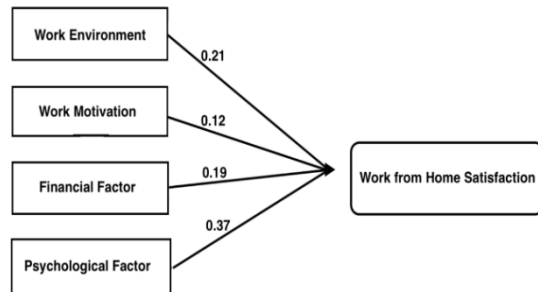 Work Environment
0.21
Work Motivation
0.12
Work from Home Satisfaction
Financial Factor
0.19
0.37
Psychological Factor